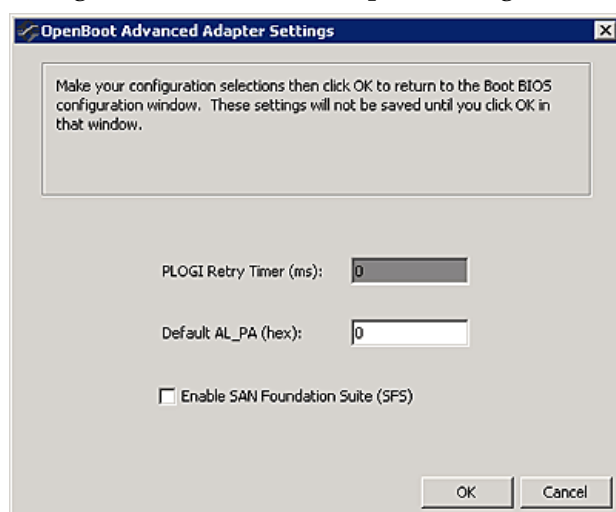 OpenBoot Advanced Adapter Settings
Make your configuration selections then click OK to return to the Boot BIOS
configuration window. These settings will not be saved until you click OK in
that window.
PLOGI Retry Timer (ms): 0
Default AL_PA (hex): 0
Enable SAN Foundation Suite (SFS)
OK Cancel